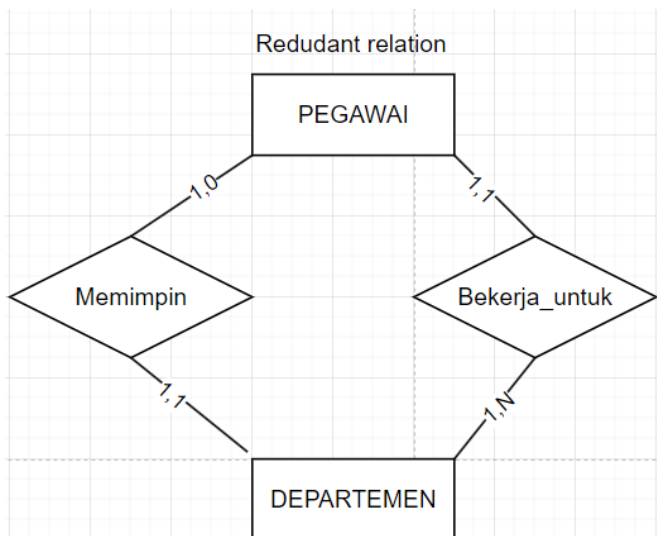 Redudant relation
PEGAWAI
1,0
1,1
Memimpin
Bekerja_untuk
1,1
1,N
DEPARTEMEN